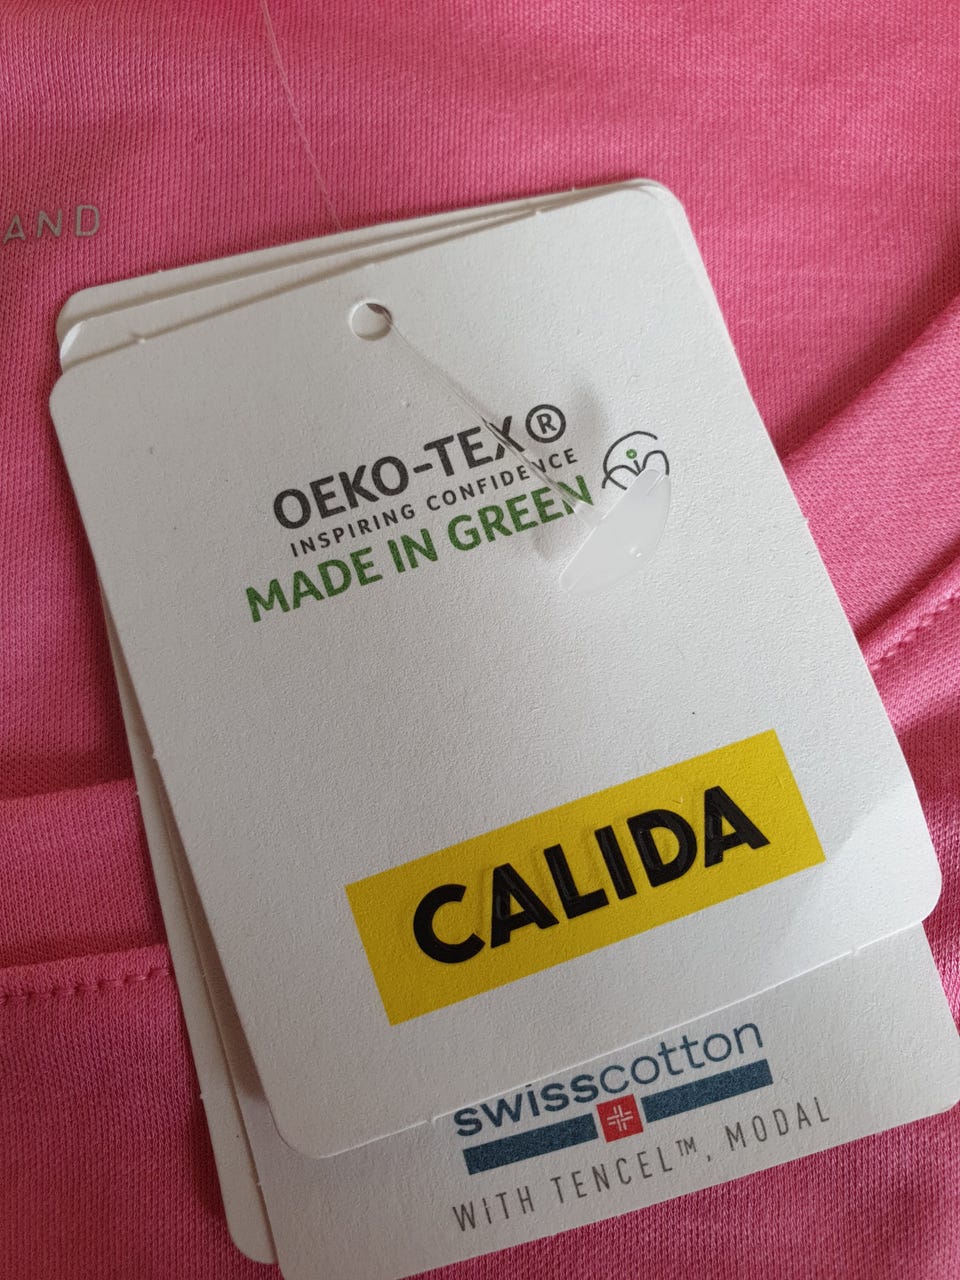 AND
OEKO-TEX®
INSPIRING CONFIDENCE
MADE IN GREEN
CALIDA
swisscotton
WITH TENCEL™, MODAL